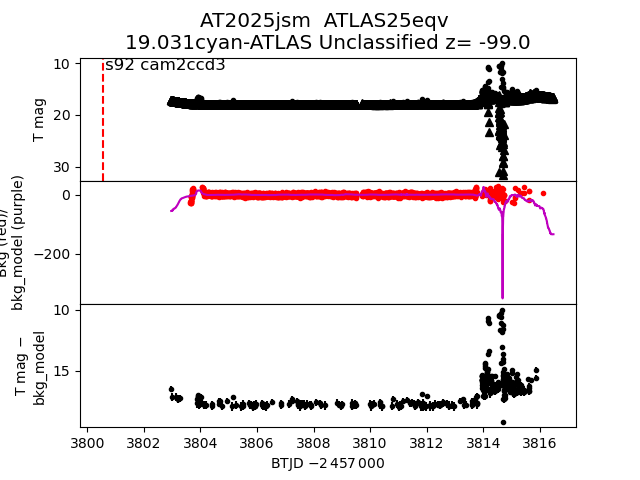 AT2025jsm  ATLAS25eqv
19.031cyan-ATLAS Unclassified z= -99.0
s92 cam2ccd3
10
20
30
T mag
0
−200
Bkg (red)/
bkg_model (purple)
10
15
T mag −
bkg_model
3800 3802 3804 3806 3808 3810 3812 3814 3816
BTJD −2 457 000